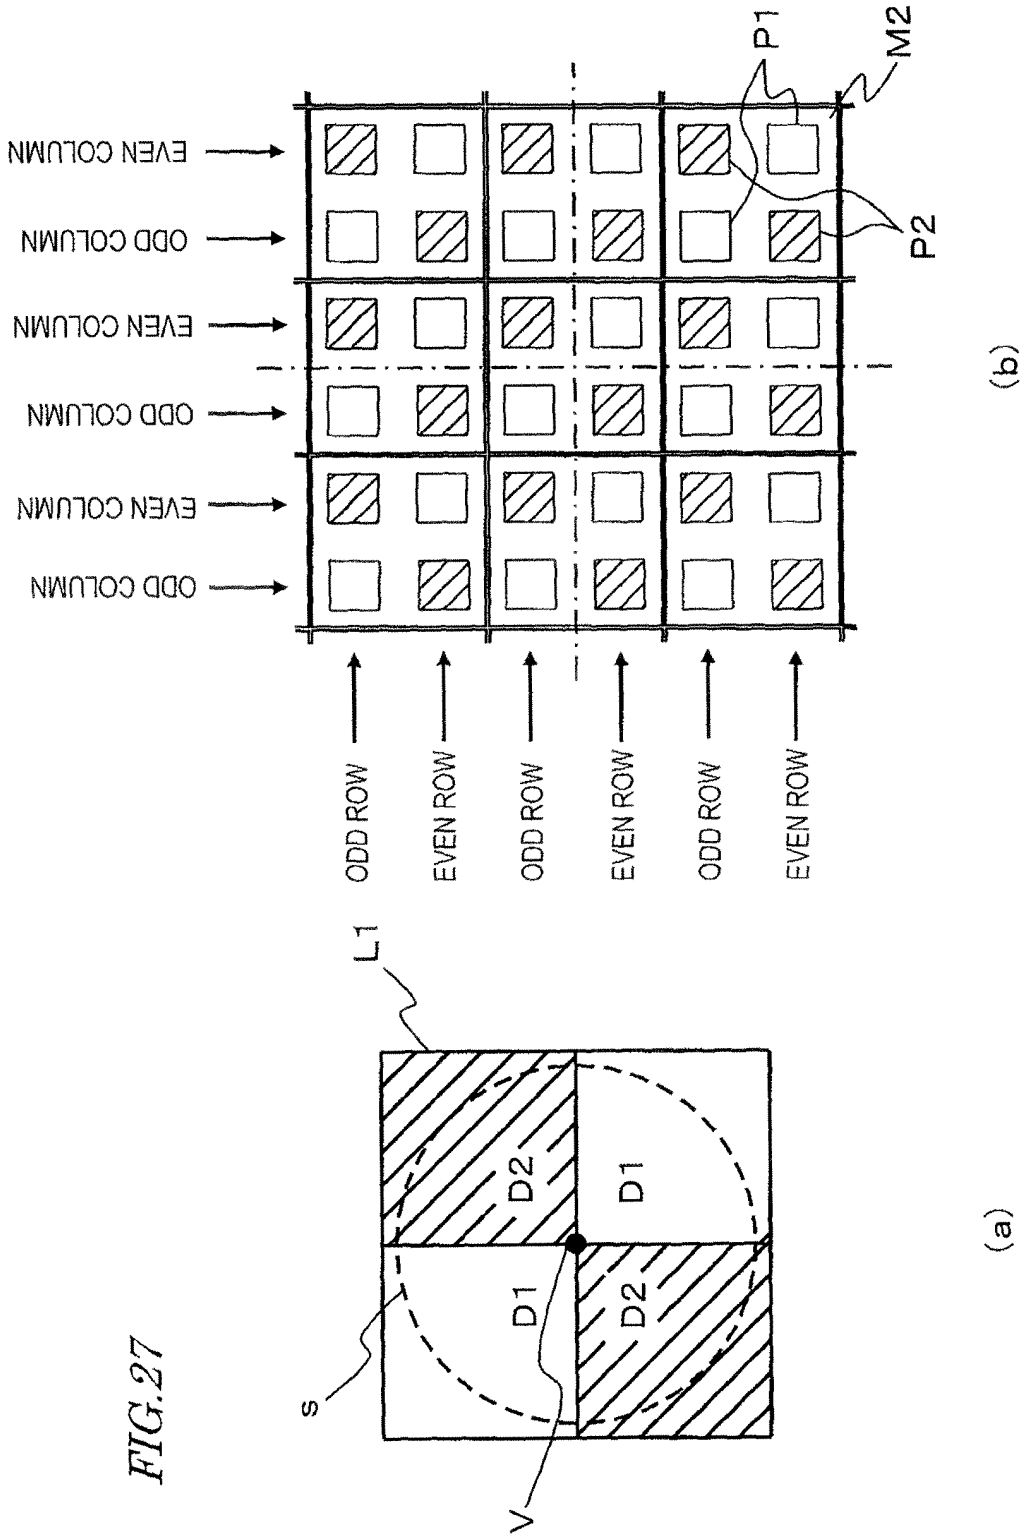 FIG.27
s
L1
D1
D2
D2
D1
V
(a)
ODD COLUMN
EVEN COLUMN
ODD COLUMN
EVEN COLUMN
ODD COLUMN
EVEN COLUMN
ODD ROW
EVEN ROW
ODD ROW
EVEN ROW
ODD ROW
EVEN ROW
P1
P2
M2
(b)